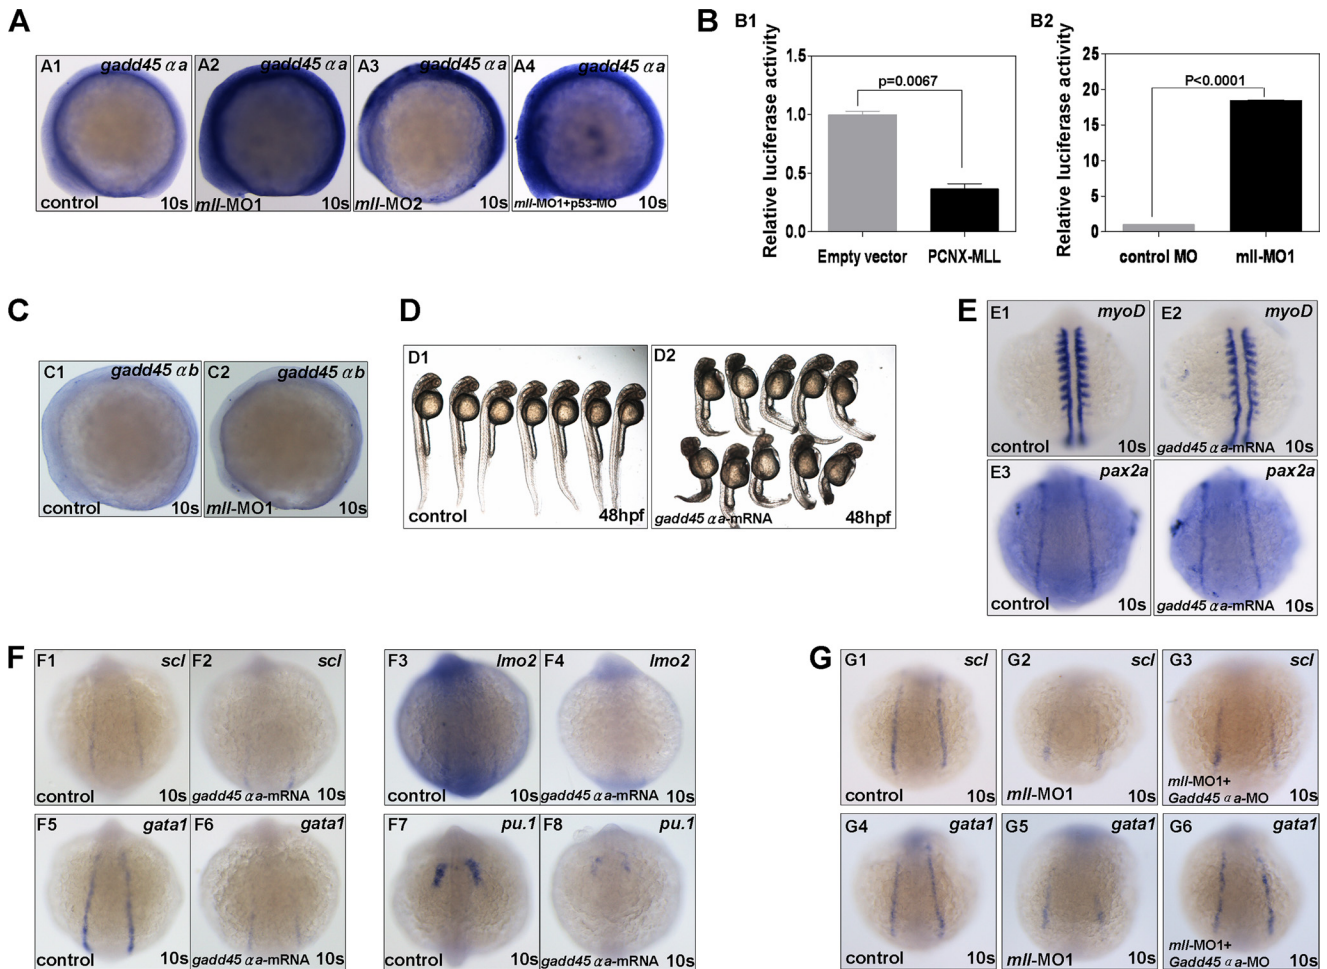 A
A1
gadd45 αa
control
10s
A2
gadd45 αa
mll-MO1
10s
A3
gadd45 αa
mll-MO2
10s
A4
gadd45 αa
mll-MO1+p53-MO
10s
B
B1
Relative luciferase activity
1.5
1.0
0.5
0.0
p=0.0067
Empty vector
PCNX-MLL
B2
Relative luciferase activity
25
20
15
10
5
0
P<0.0001
control MO
mll-MO1
C
C1
gadd45 αb
control
10s
C2
gadd45 αb
mll-MO1
10s
D
D1
control
48hpf
D2
gadd45 αa-mRNA
48hpf
E
E1
myoD
control
10s
E2
myoD
gadd45 αa-mRNA
10s
E3
pax2a
control
10s
pax2a
gadd45 αa-mRNA
10s
F
F1
scl
control
10s
F2
scl
gadd45 αa-mRNA
10s
F3
lmo2
control
10s
F4
lmo2
gadd45 αa-mRNA
10s
F5
gata1
control
10s
F6
gata1
gadd45 αa-mRNA
10s
F7
pu.1
control
10s
F8
pu.1
gadd45 αa-mRNA
10s
G
G1
scl
control
10s
G2
scl
mll-MO1
10s
G3
scl
mll-MO1+
Gadd45 αa-MO
10s
G4
gata1
control
10s
G5
gata1
mll-MO1
10s
G6
gata1
mll-MO1+
Gadd45 αa-MO
10s